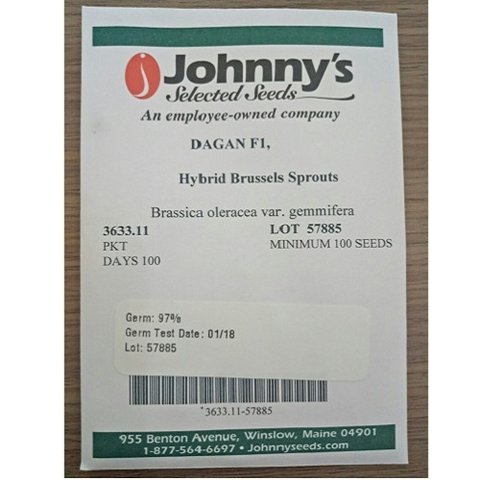 Johnny's
Selected Seeds
An employee-owned company
DAGAN F1,
Hybrid Brussels Sprouts
Brassica oleracea var. gemmifera
3633.11 LOT 57885
PKT MINIMUM 100 SEEDS
DAYS 100
Germ: 97%
Germ Test Date: 01/18
Lot: 57885
*3633.11-57885
955 Benton Avenue, Winslow, Maine 04901
1-877-564-6697 • Johnnyseeds.com